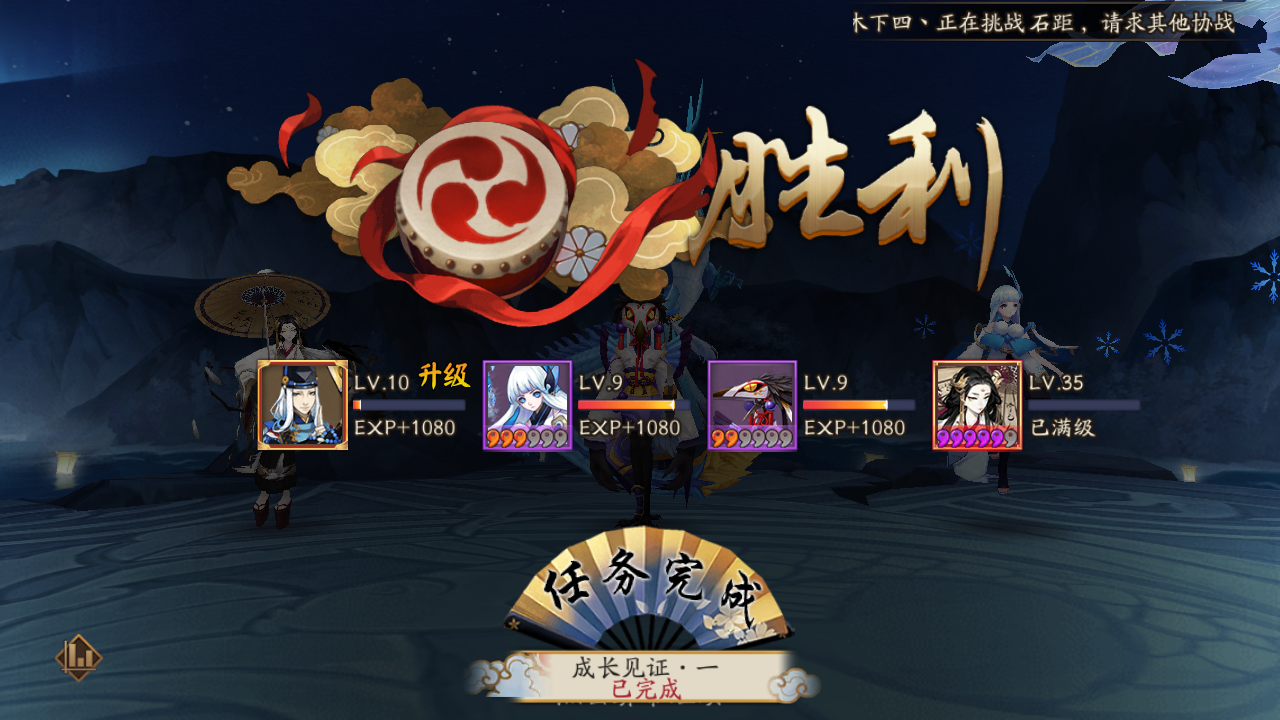 木下四、正在挑战石距，请求其他协战
胜利
LV.10 升级
EXP+1080
LV.9
EXP+1080
LV.9
EXP+1080
LV.35
已满级
任务完成
成长见证·一
已完成